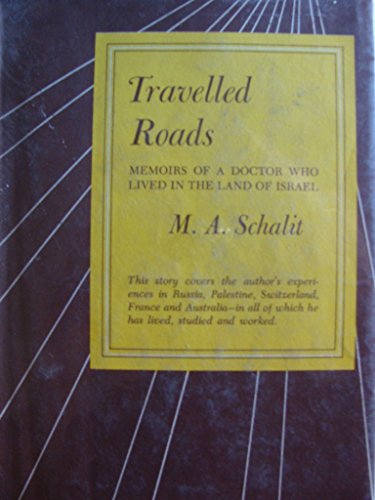 Travelled
Roads
MEMOIRS OF A DOCTOR WHO
LIVED IN THE LAND OF ISRAEL
M. A. Schalit
This story covers the author's experi-
ences in Russia, Palestine, Switzerland,
France and Australia—in all of which he
has lived, studied and worked.